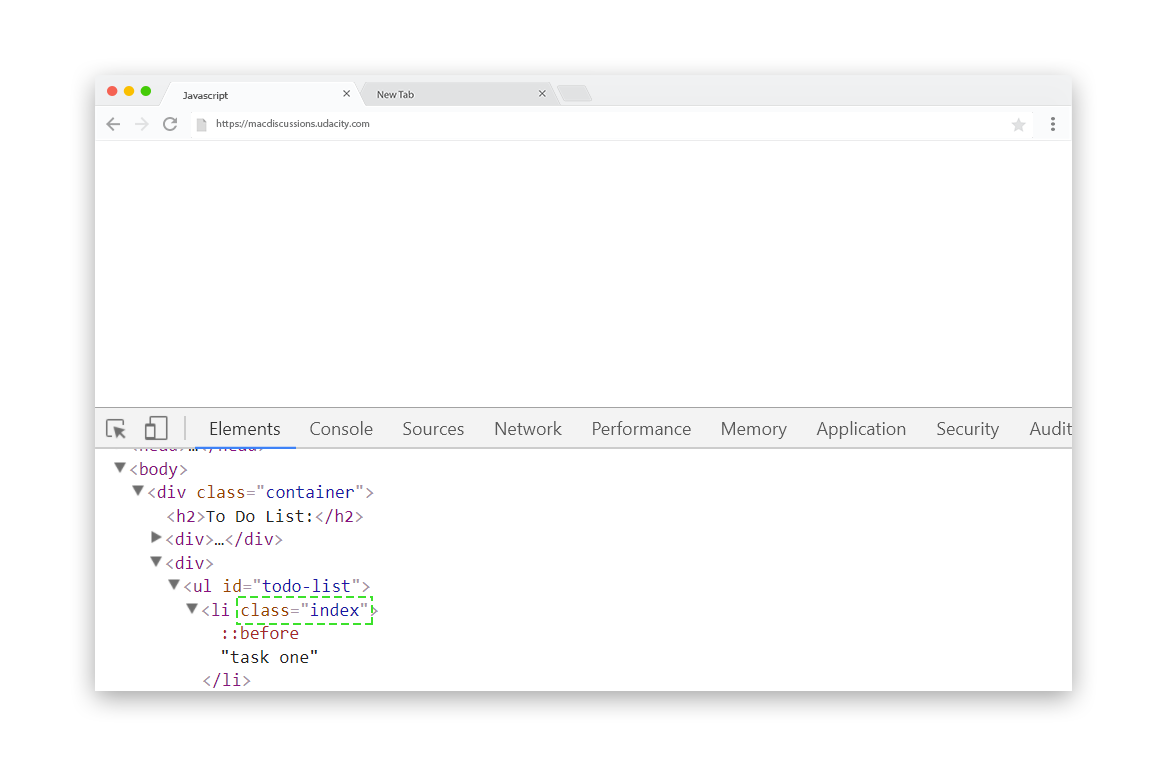 Javascript New Tab
https://macdiscussions.udacity.com
Elements Console Sources Network Performance Memory Application Security Audit
<head>…</head>
<body>
<div class="container">
<h2>To Do List:</h2>
<div>…</div>
<div>
<ul id="todo-list">
<li class="index">
::before
"task one"
</li>